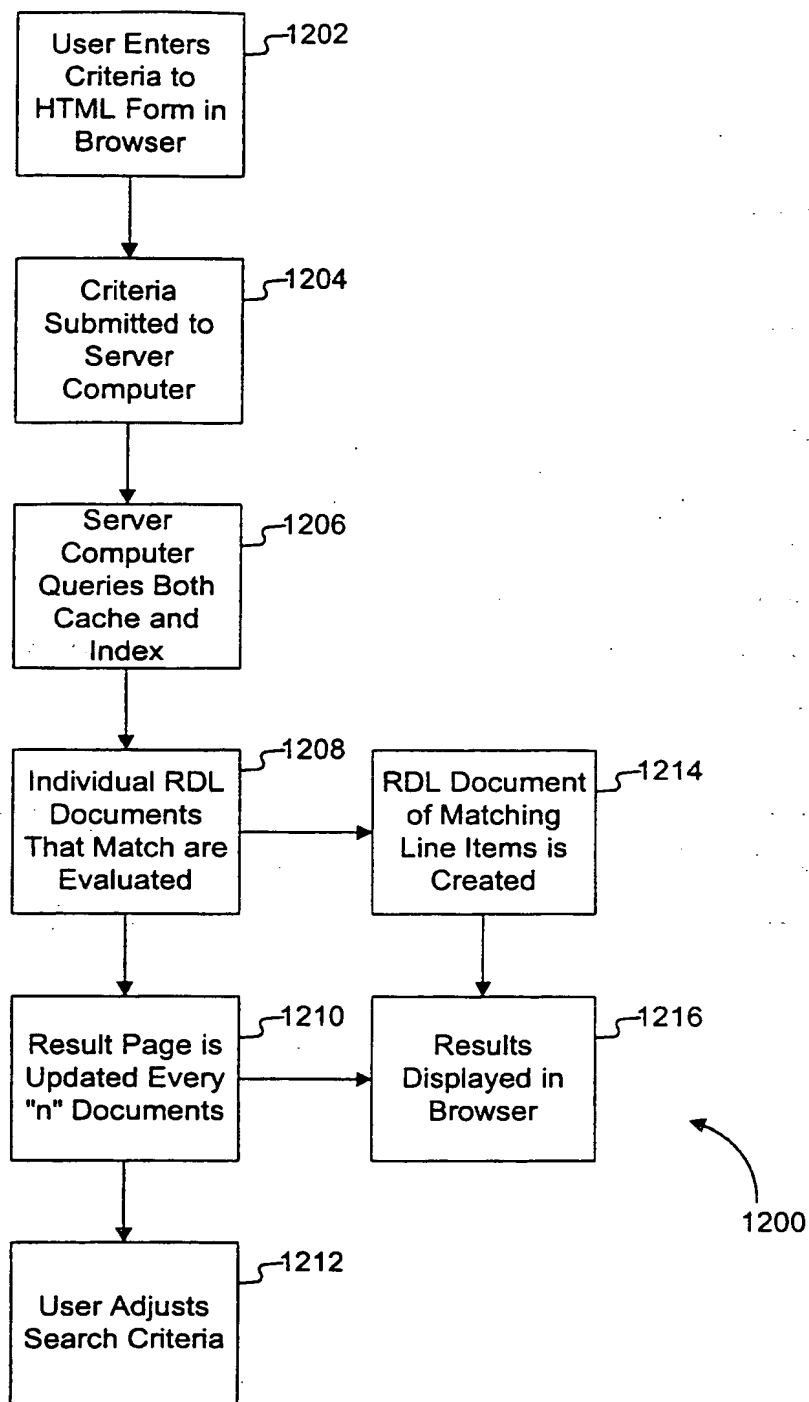 User Enters
Criteria to
HTML Form in
Browser
1202
Criteria
Submitted to
Server
Computer
1204
Server
Computer
Queries Both
Cache and
Index
1206
Individual RDL
Documents
That Match are
Evaluated
1208
RDL Document
of Matching
Line Items is
Created
1214
Result Page is
Updated Every
"n" Documents
1210
Results
Displayed in
Browser
1216
1200
User Adjusts
Search Criteria
1212